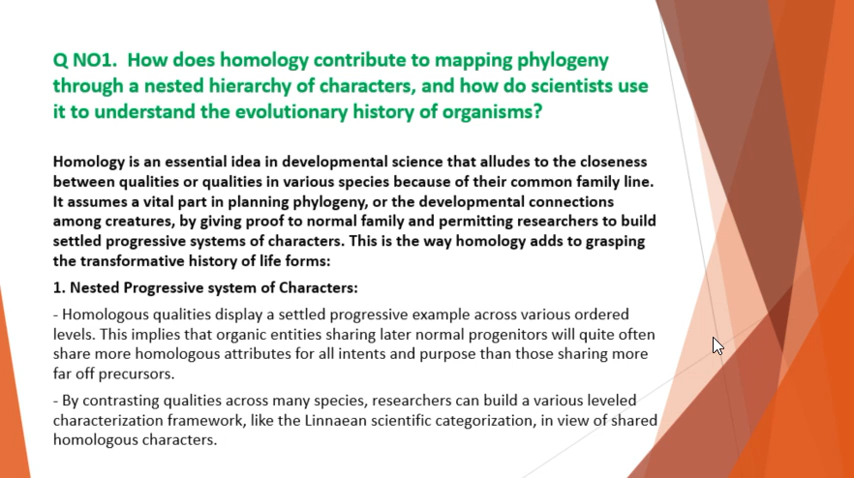 Q NO1.  How does homology contribute to mapping phylogeny
through a nested hierarchy of characters, and how do scientists use
it to understand the evolutionary history of organisms?
Homology is an essential idea in developmental science that alludes to the closeness
between qualities or qualities in various species because of their common family line.
It assumes a vital part in planning phylogeny, or the developmental connections
among creatures, by giving proof to normal family and permitting researchers to build
settled progressive systems of characters. This is the way homology adds to grasping
the transformative history of life forms:
1. Nested Progressive system of Characters:
- Homologous qualities display a settled progressive example across various ordered
levels. This implies that organic entities sharing later normal progenitors will quite often
share more homologous attributes for all intents and purpose than those sharing more
far off precursors.
- By contrasting qualities across many species, researchers can build a various leveled
characterization framework, like the Linnaean scientific categorization, in view of shared
homologous characters.